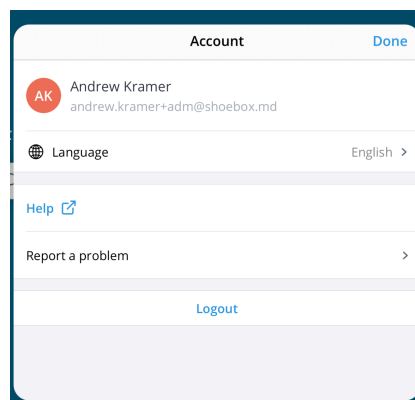 Account
Done
AK
Andrew Kramer
andrew.kramer+adm@shoebox.md
Language
English
Help
Report a problem
Logout